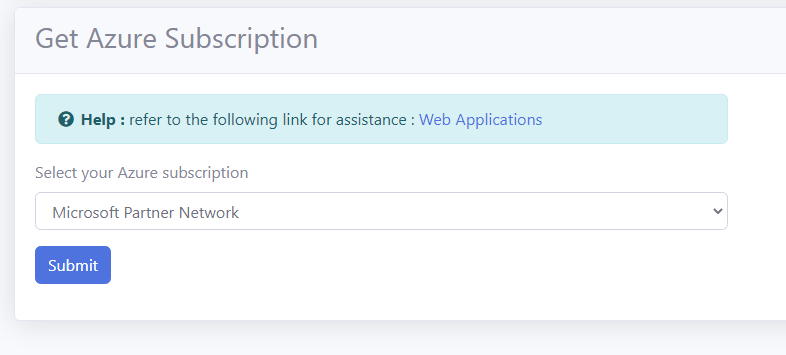 Get Azure Subscription
Help : refer to the following link for assistance : Web Applications
Select your Azure subscription
Microsoft Partner Network
Submit